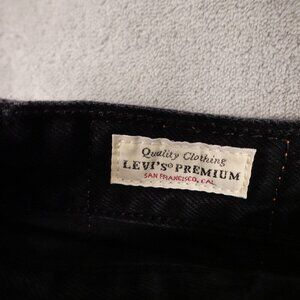 Quality Clothing
LEVI'S® PREMIUM
SAN FRANCISCO, CAL